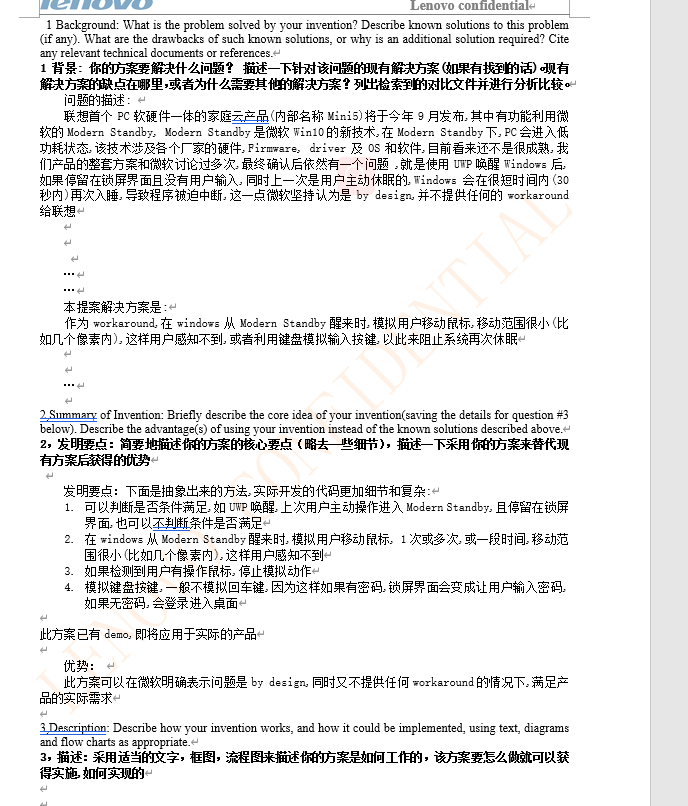 lenovo
Lenovo confidential
1 Background: What is the problem solved by your invention? Describe known solutions to this problem
(if any). What are the drawbacks of such known solutions, or why is an additional solution required? Cite
any relevant technical documents or references.
1 背景：你的方案要解决什么问题？ 描述一下针对该问题的现有解决方案(如果有找到的话)。现有
解决方案的缺点在哪里,或者为什么需要其他的解决方案？列出检索到的对比文件并进行分析比较。
问题的描述：
联想首个 PC 软硬件一体的家庭云产品(内部名称 Mini5)将于今年 9 月发布,其中有功能利用微
软的 Modern Standby, Modern Standby 是微软 Win10 的新技术,在 Modern Standby 下,PC 会进入低
功耗状态,该技术涉及各个厂家的硬件,Firmware, driver 及 OS 和软件,目前看来还不是很成熟,我
们产品的整套方案和微软讨论过多次,最终确认后依然有一个问题 ,就是使用 UWP 唤醒 Windows 后,
如果停留在锁屏界面且没有用户输入,同时上一次是用户主动休眠的,Windows 会在很短时间内(30
秒内)再次入睡,导致程序被迫中断,这一点微软坚持认为是 by design,并不提供任何的 workaround
给联想
…
…
本提案解决方案是:
作为 workaround,在 windows 从 Modern Standby 醒来时,模拟用户移动鼠标,移动范围很小(比
如几个像素内),这样用户感知不到,或者利用键盘模拟输入按键,以此来阻止系统再次休眠
…
2,Summary of Invention: Briefly describe the core idea of your invention(saving the details for question #3
below). Describe the advantage(s) of using your invention instead of the known solutions described above.
2，发明要点：简要地描述你的方案的核心要点（略去一些细节），描述一下采用你的方案来替代现
有方案后获得的优势
发明要点：下面是抽象出来的方法,实际开发的代码更加细节和复杂:
1. 可以判断是否条件满足,如 UWP 唤醒,上次用户主动操作进入 Modern Standby,且停留在锁屏
界面,也可以不判断条件是否满足
2. 在 windows 从 Modern Standby 醒来时,模拟用户移动鼠标, 1 次或多次,或一段时间,移动范
围很小(比如几个像素内),这样用户感知不到
3. 如果检测到用户有操作鼠标,停止模拟动作
4. 模拟键盘按键,一般不模拟回车键,因为这样如果有密码,锁屏界面会变成让用户输入密码,
如果无密码,会登录进入桌面
此方案已有 demo,即将应用于实际的产品
优势：
此方案可以在微软明确表示问题是 by design,同时又不提供任何 workaround 的情况下,满足产
品的实际需求
3,Description: Describe how your invention works, and how it could be implemented, using text, diagrams
and flow charts as appropriate.
3，描述：采用适当的文字，框图，流程图来描述你的方案是如何工作的，该方案要怎么做就可以获
得实施,如何实现的
LENOVO CONFIDENTIAL